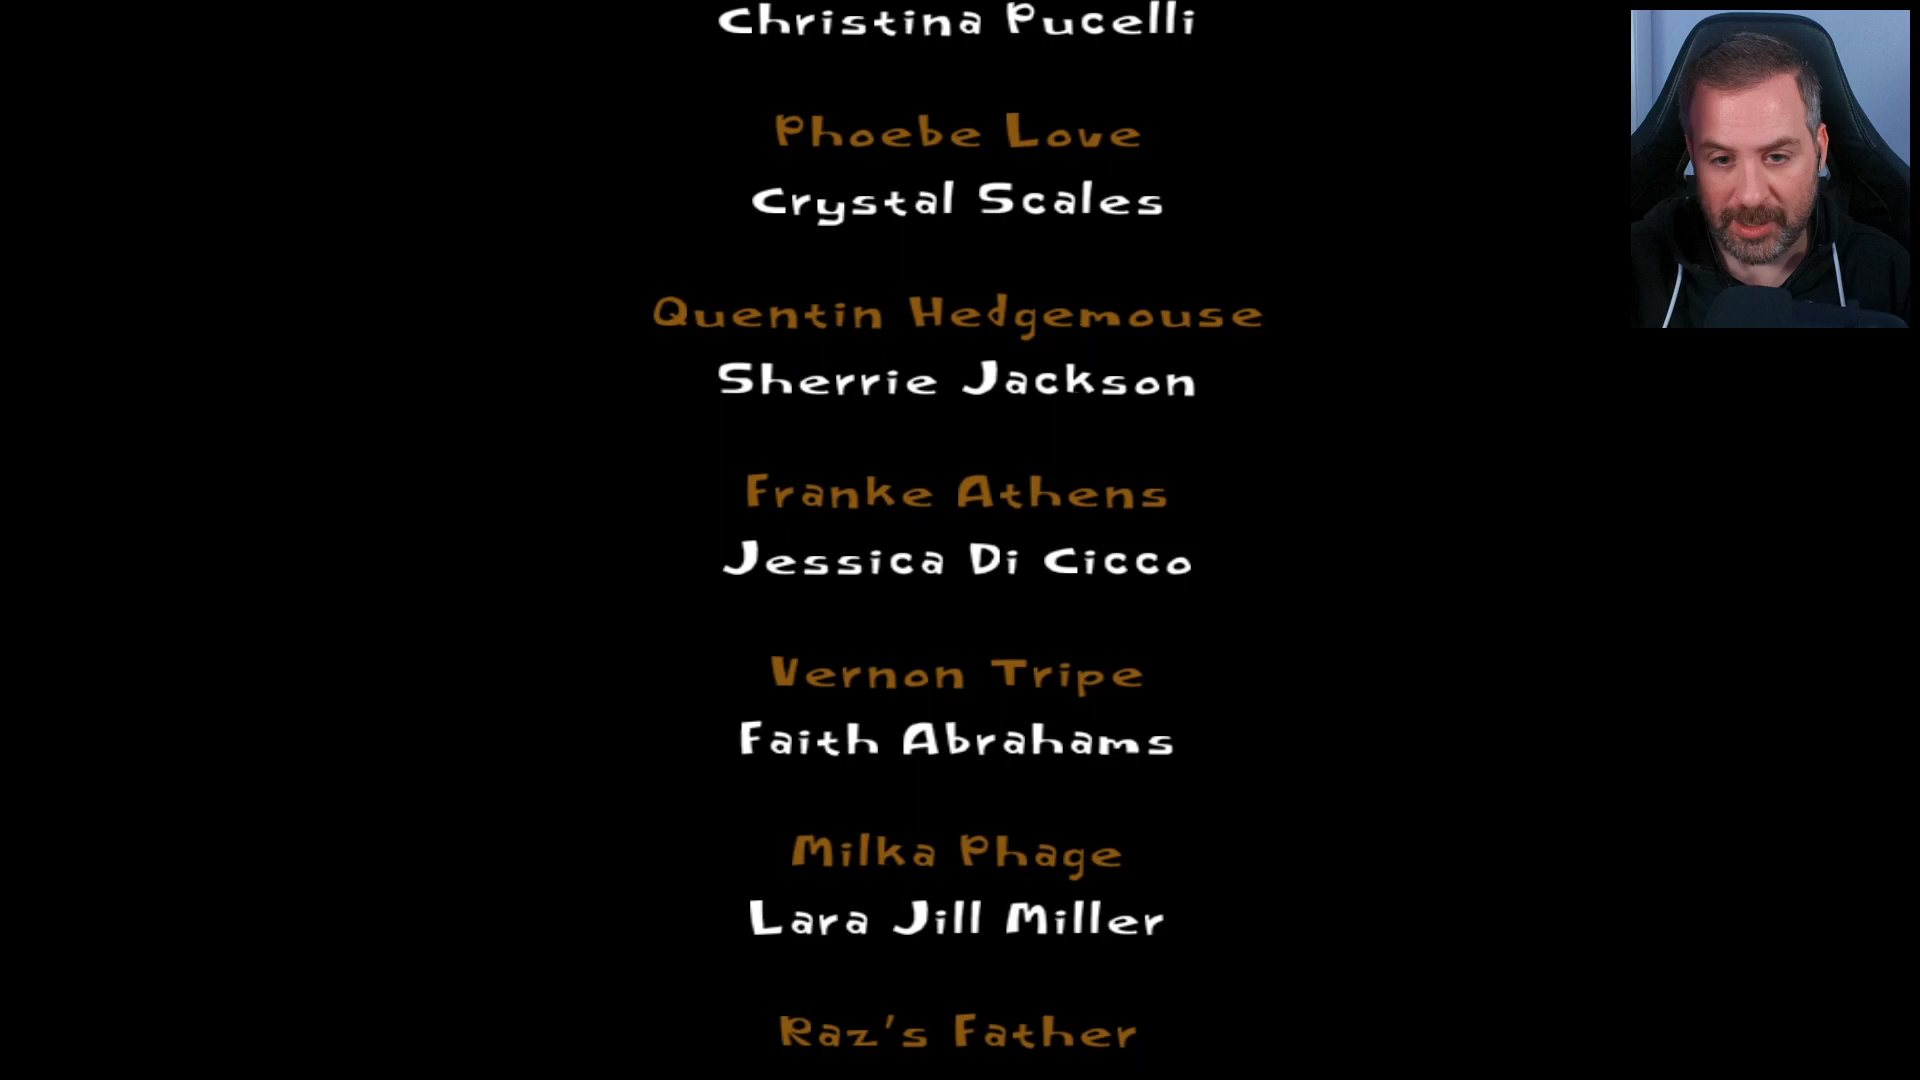 Christina Pucelli
Phoebe Love
Crystal Scales
Quentin Hedgemouse
Sherrie Jackson
Franke Athens
Jessica Di Cicco
Vernon Tripe
Faith Abrahams
Milka Phage
Lara Jill Miller
Raz's Father